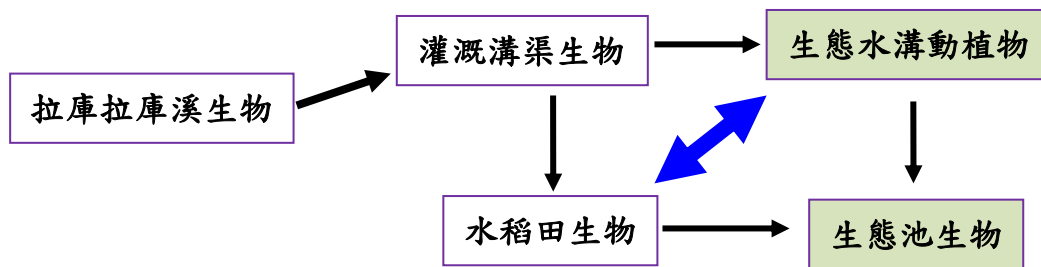 拉庫拉庫溪生物
灌溉溝渠生物
生態水溝動植物
水稻田生物
生態池生物